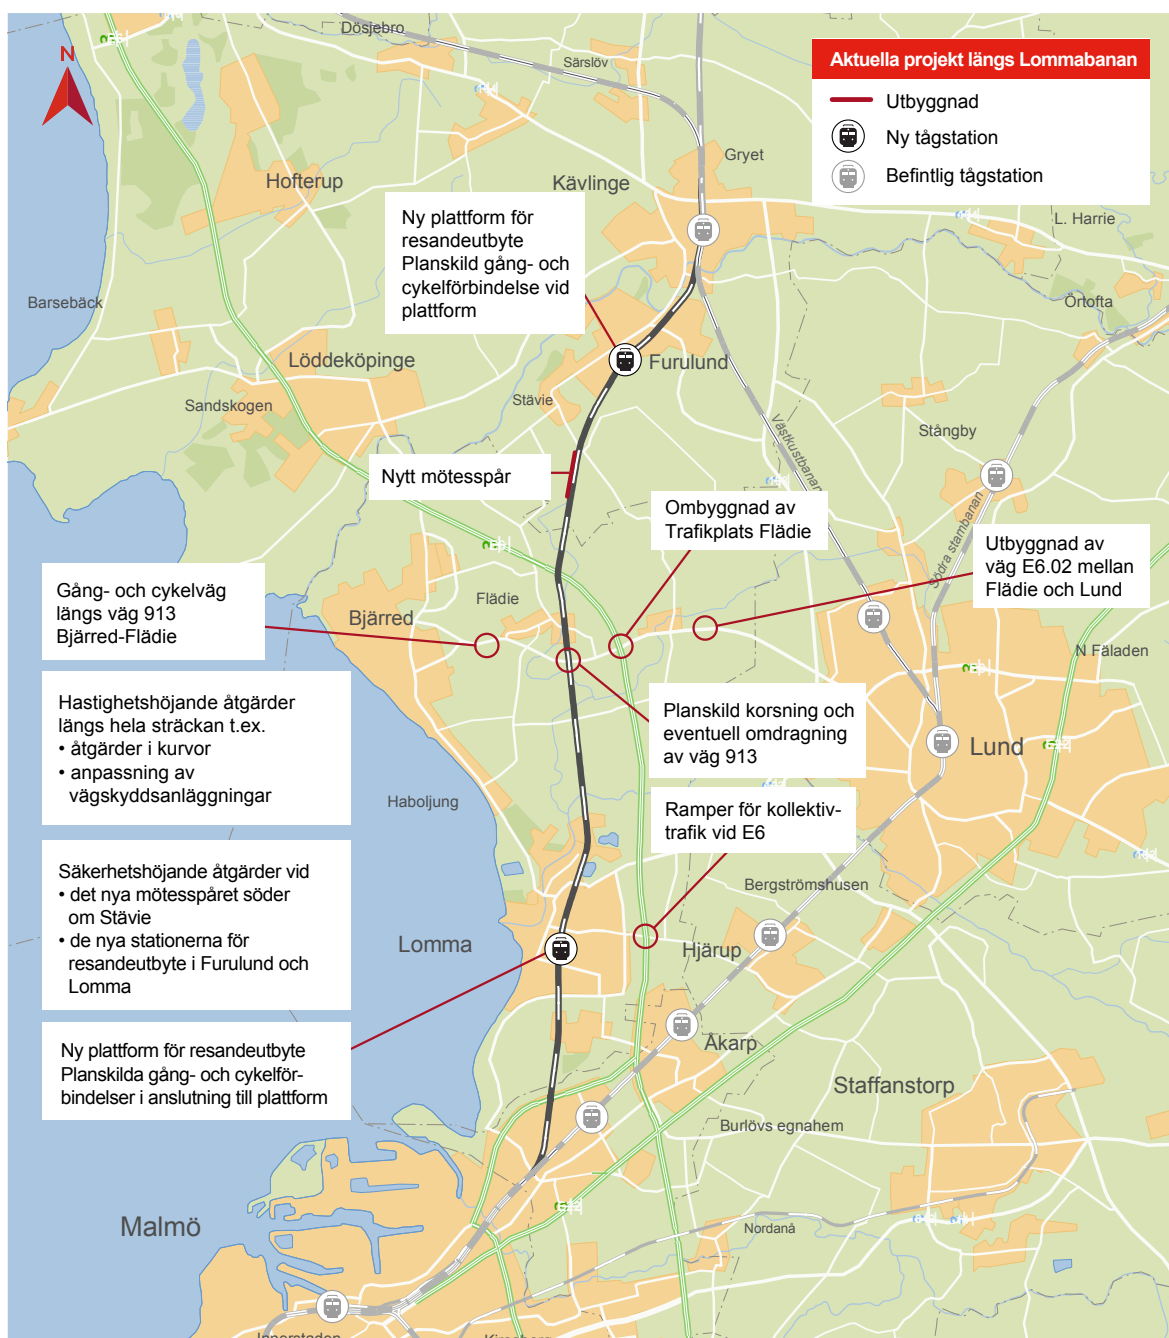 Dösjebro
Särslöv
Aktuella projekt längs Lommabanan
Utbyggnad
Ny tågstation
Befintlig tågstation
N
Gryet
Hofterup
Kävlinge
L. Harrie
Ny plattform för
resandeutbyte
Planskild gång- och
cykelförbindelse vid
plattform
Barsebäck
Örtofta
Löddeköpinge
Furulund
Sandskogen
Stävie
Stångby
Västkustbanan
Nytt mötesspår
Södra stambanan
Ombyggnad av
Trafikplats Flädie
Utbyggnad av
väg E6.02 mellan
Flädie och Lund
Gång- och cykelväg
längs väg 913
Bjärred-Flädie
Flädie
Bjärred
N Fäladen
Hastighetshöjande åtgärder
längs hela sträckan t.ex.
• åtgärder i kurvor
• anpassning av
vägskyddsanläggningar
Planskild korsning och
eventuell omdragning
av väg 913
Lund
Haboljung
Ramper för kollektiv-
trafik vid E6
Säkerhetshöjande åtgärder vid
• det nya mötesspåret söder
om Stävie
• de nya stationerna för
resandeutbyte i Furulund och
Lomma
Bergströmshusen
Lomma
Hjärup
Ny plattform för resandeutbyte
Planskilda gång- och cykelför-
bindelser i anslutning till plattform
Åkarp
Staffanstorp
Burlövs egnahem
Malmö
Nordanå